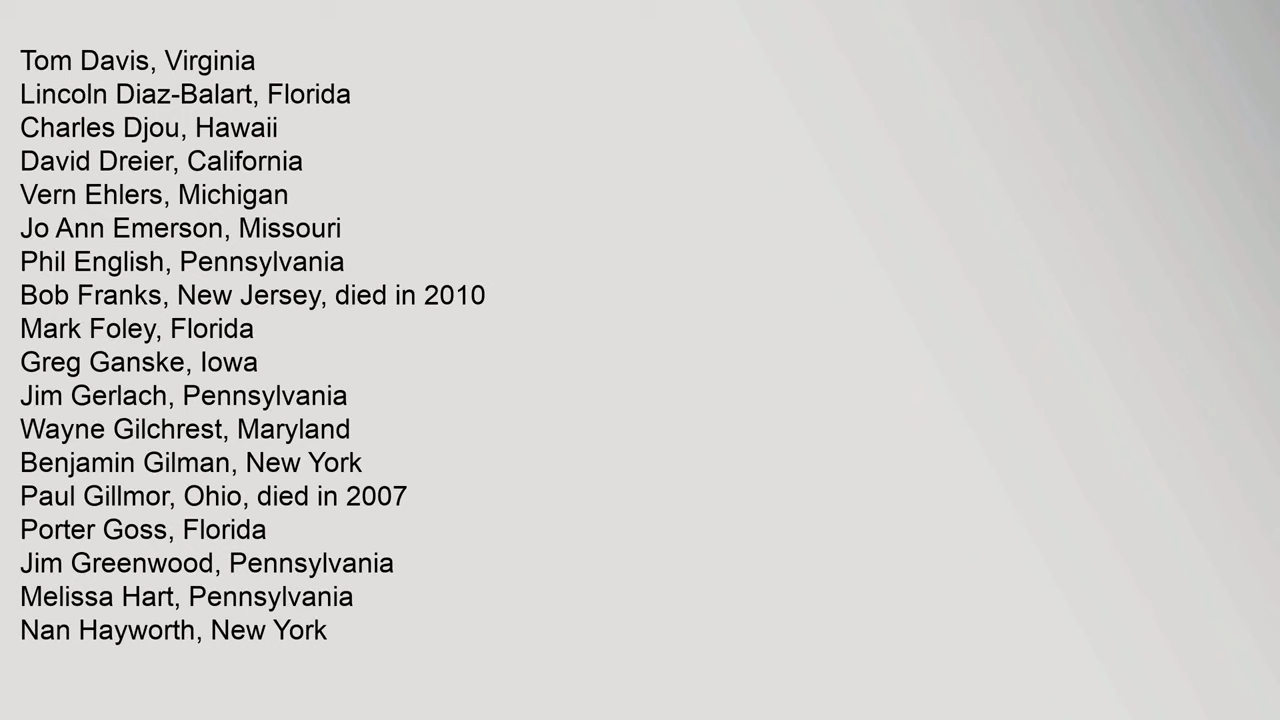 Tom Davis, Virginia
Lincoln Diaz-Balart, Florida
Charles Djou, Hawaii
David Dreier, California
Vern Ehlers, Michigan
Jo Ann Emerson, Missouri
Phil English, Pennsylvania
Bob Franks, New Jersey, died in 2010
Mark Foley, Florida
Greg Ganske, Iowa
Jim Gerlach, Pennsylvania
Wayne Gilchrest, Maryland
Benjamin Gilman, New York
Paul Gillmor, Ohio, died in 2007
Porter Goss, Florida
Jim Greenwood, Pennsylvania
Melissa Hart, Pennsylvania
Nan Hayworth, New York